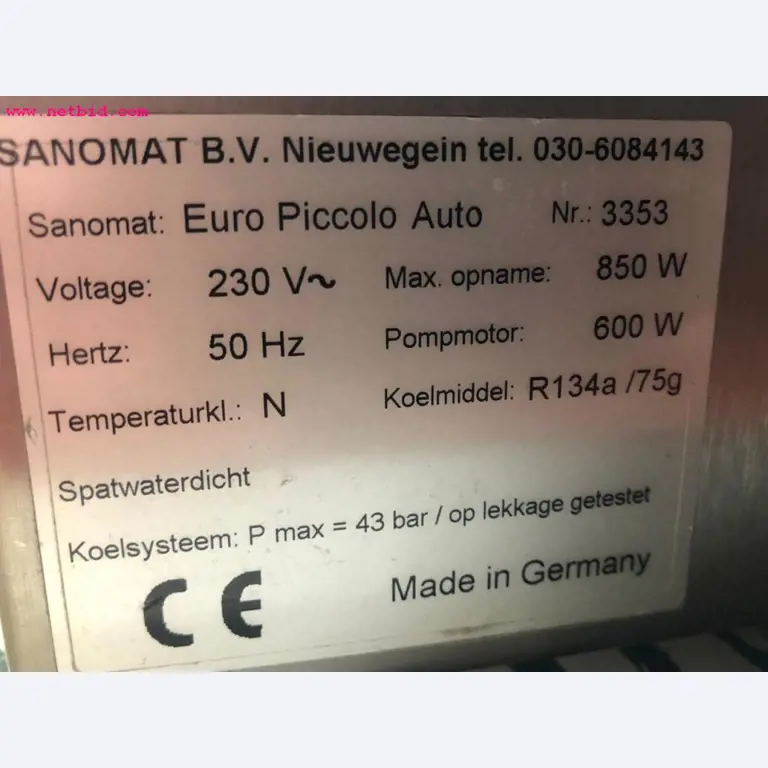 www.netbid.com
SANOMAT B.V. Nieuwegein tel. 030-6084143
Sanomat: Euro Piccolo Auto Nr.: 3353
Voltage: 230 V~ Max. opname: 850 W
Hertz: 50 Hz Pompmotor: 600 W
Temperaturkl.: N Koelmiddel: R134a /75g
Spatwaterdicht
Koelsysteem: P max = 43 bar / op lekkage getestet
CE Made in Germany